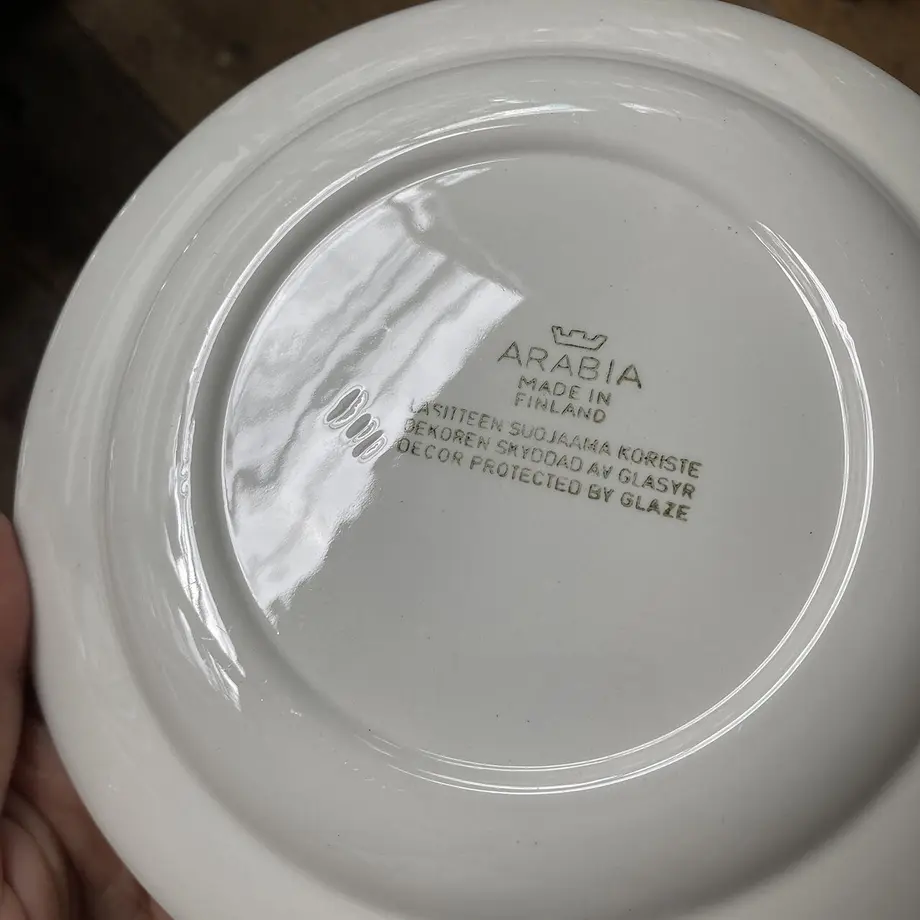 ARABIA
MADE IN
FINLAND
LASITTEEN SUOJAAMA KORISTE
DEKOREN SKYDDAD AV GLASYR
DECOR PROTECTED BY GLAZE